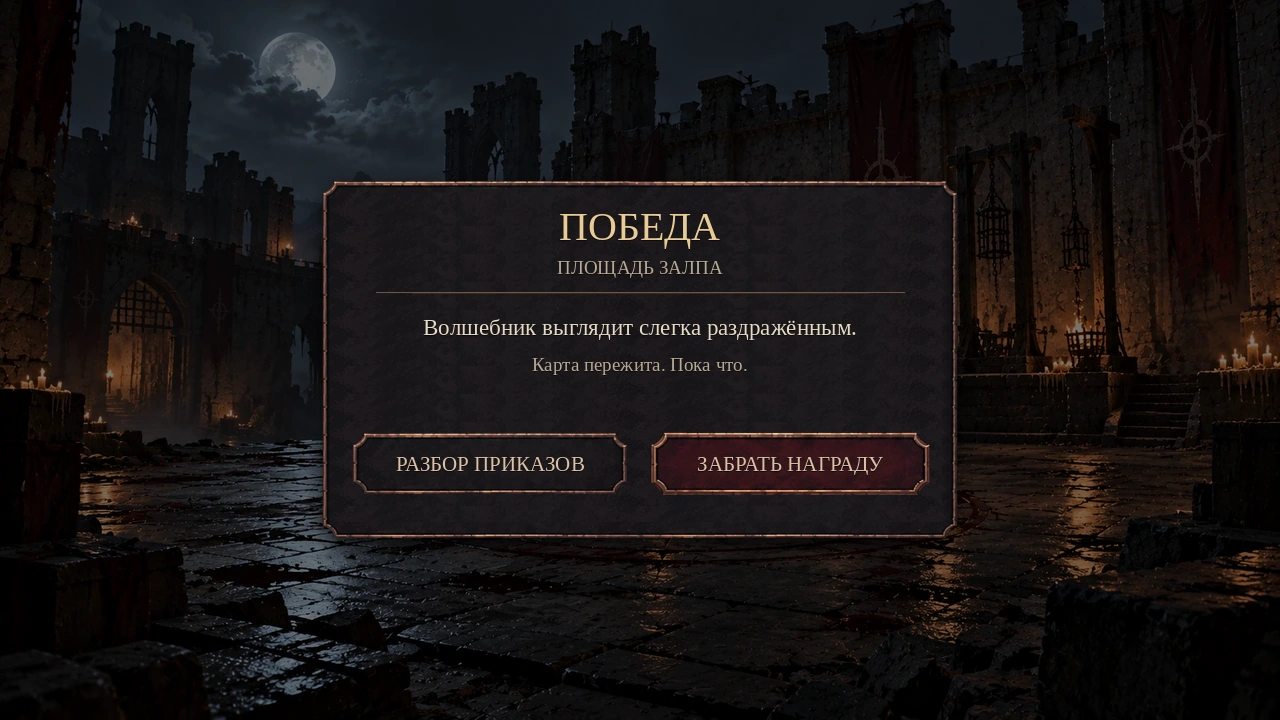 ПОБЕДА
ПЛОЩАДЬ ЗАЛПА
Волшебник выглядит слегка раздражённым.
Карта пережита. Пока что.
РАЗБОР ПРИКАЗОВ
ЗАБРАТЬ НАГРАДУ